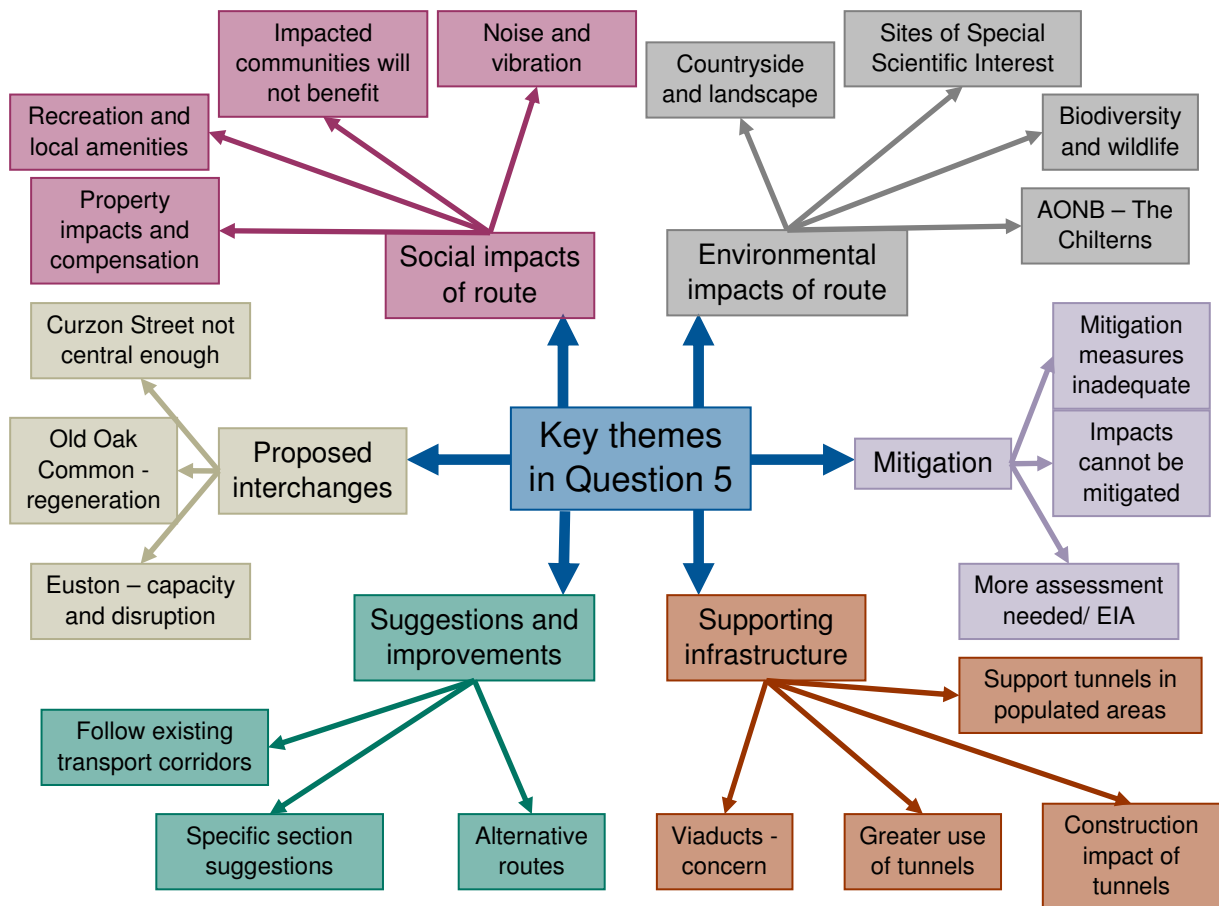 Impacted
communities will
not benefit
Noise and
vibration
Recreation and
local amenities
Property
impacts and
compensation
Social impacts
of route
Countryside
and landscape
Sites of Special
Scientific Interest
Biodiversity
and wildlife
AONB – The
Chilterns
Environmental
impacts of route
Curzon Street not
central enough
Old Oak
Common -
regeneration
Euston – capacity
and disruption
Proposed
interchanges
Key themes
in Question 5
Mitigation
Mitigation
measures
inadequate
Impacts
cannot be
mitigated
More assessment
needed/ EIA
Suggestions and
improvements
Follow existing
transport corridors
Specific section
suggestions
Alternative
routes
Supporting
infrastructure
Support tunnels in
populated areas
Viaducts -
concern
Greater use
of tunnels
Construction
impact of
tunnels